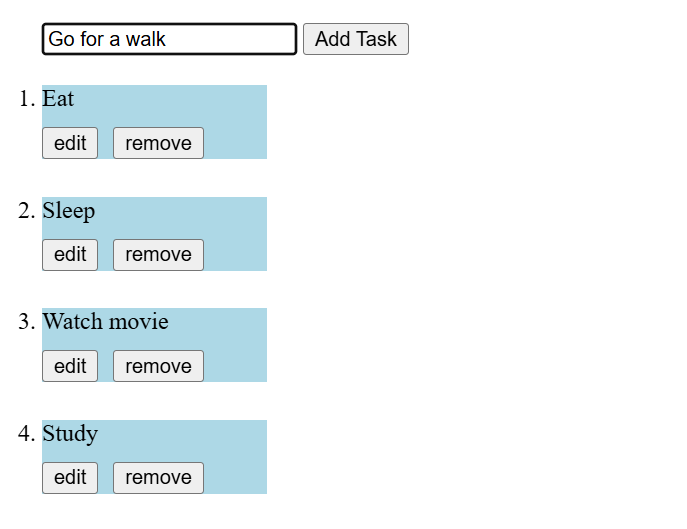 Go for a walk Add Task
1. Eat
edit remove
2. Sleep
edit remove
3. Watch movie
edit remove
4. Study
edit remove